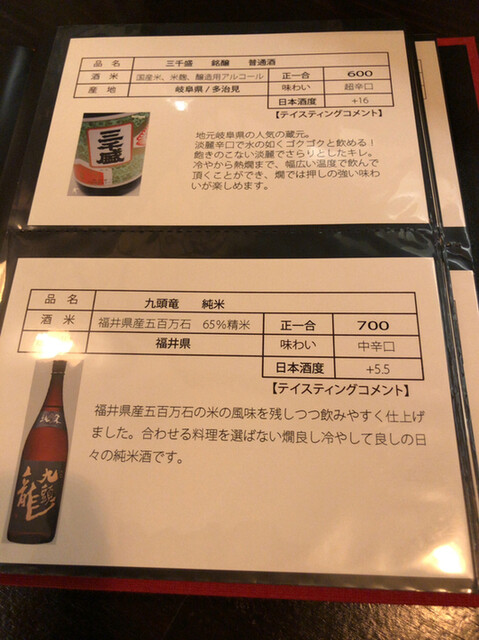 品 名 三千盛 銘醸 普通酒
酒 米 国産米、米麹、醸造用アルコール 正一合 600
産 地 岐阜県/多治見 味わい 超辛口
日本酒度 +16
【テイスティングコメント】
三千盛
地元岐阜県の人気の蔵元。
淡麗辛口で水の如くゴクゴクと飲める！
飽きのこない淡麗でさらりとしたキレ。
冷やから熱燗まで、幅広い温度で飲んで
頂くことができ、燗では押しの強い味わ
いが楽しめます。
品 名 九頭竜 純米
酒 米 福井県産五百万石 65%精米 正一合 700
福井県 味わい 中辛口
日本酒度 +5.5
【テイスティングコメント】
福井県産五百万石の米の風味を残しつつ飲みやすく仕上げ
ました。合わせる料理を選ばない燗良し冷やして良しの日
々の純米酒です。
九頭龍